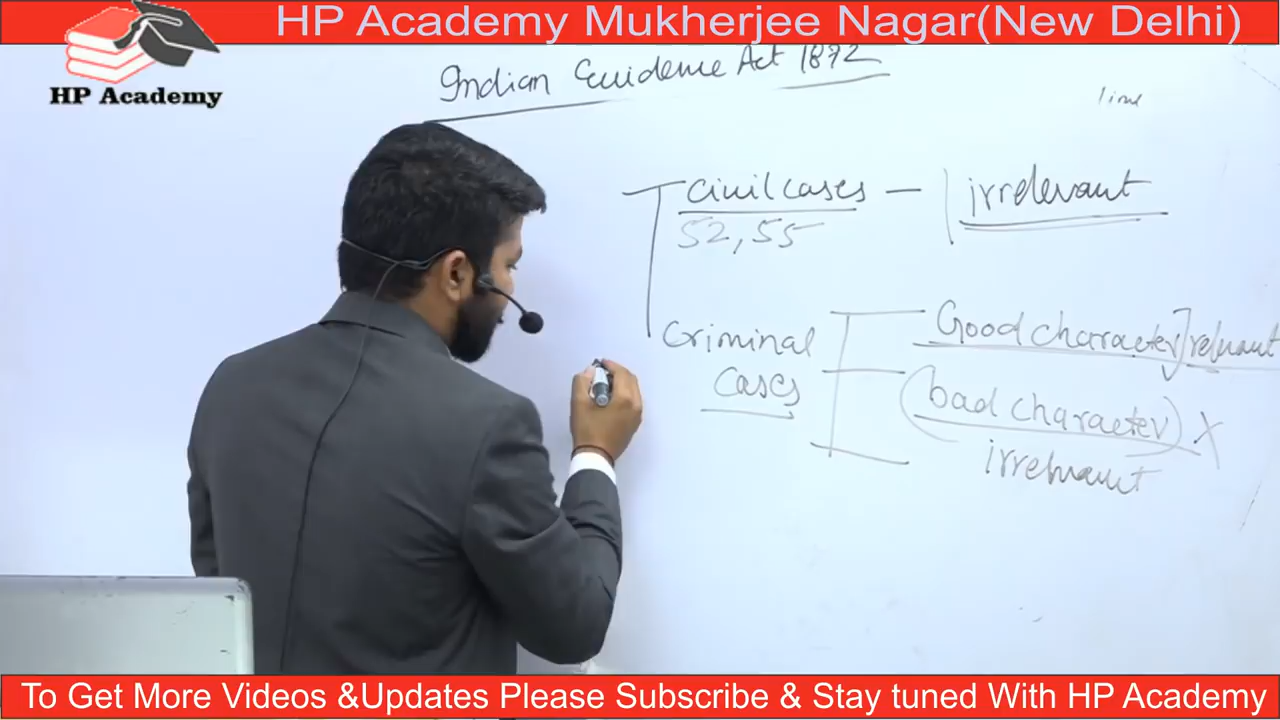 HP Academy Mukherjee Nagar(New Delhi)
HP Academy
Indian Evidence Act 1872
line
civil cases — irrelevant
52, 55
Criminal cases
Good character] relevant
(bad character) X
irrelevant
To Get More Videos &Updates Please Subscribe & Stay tuned With HP Academy